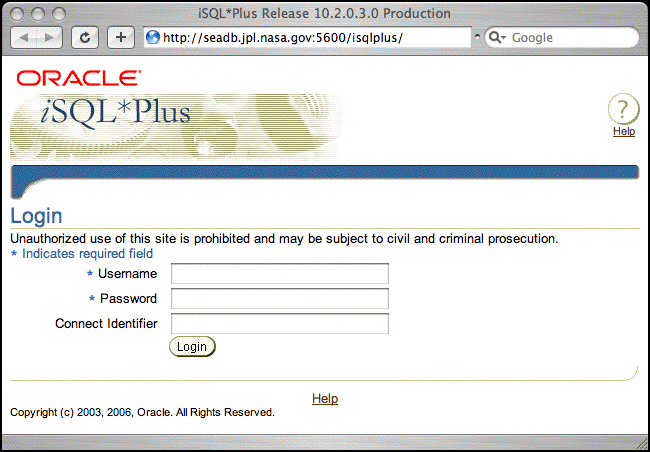 iSQL*Plus Release 10.2.0.3.0 Production
http://seadb.jpl.nasa.gov:5600/isqlplus/
Google
ORACLE
iSQL*Plus
?
Help
Login
Unauthorized use of this site is prohibited and may be subject to civil and criminal prosecution.
* Indicates required field
* Username
* Password
Connect Identifier
Login
Help
Copyright (c) 2003, 2006, Oracle. All Rights Reserved.